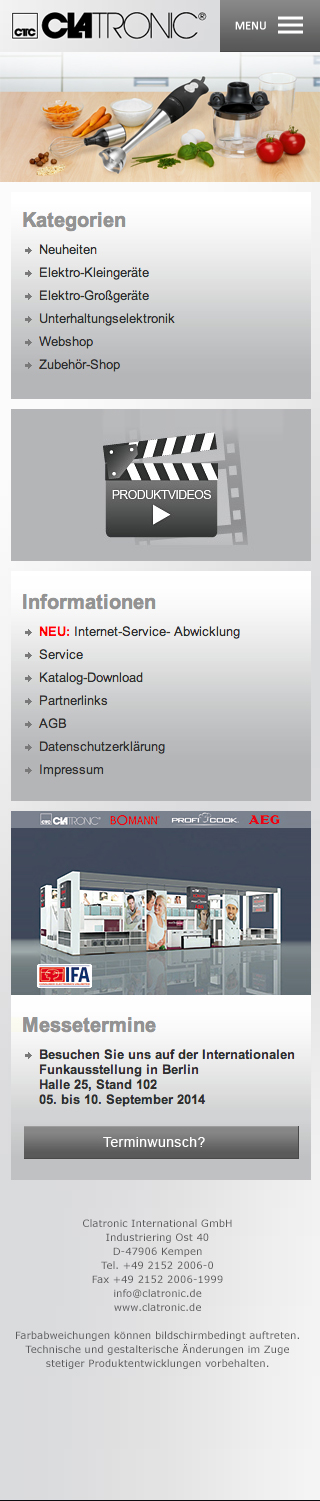 CTC CLATRONIC® MENU
Kategorien
Neuheiten
Elektro-Kleingeräte
Elektro-Großgeräte
Unterhaltungselektronik
Webshop
Zubehör-Shop
PRODUKTVIDEOS
Informationen
NEU: Internet-Service- Abwicklung
Service
Katalog-Download
Partnerlinks
AGB
Datenschutzerklärung
Impressum
CTC CLATRONIC® BOMANN PROFI COOK AEG
IFA
Messetermine
Besuchen Sie uns auf der Internationalen
Funkausstellung in Berlin
Halle 25, Stand 102
05. bis 10. September 2014
Terminwunsch?
Clatronic International GmbH
Industriering Ost 40
D-47906 Kempen
Tel. +49 2152 2006-0
Fax +49 2152 2006-1999
info@clatronic.de
www.clatronic.de
Farbabweichungen können bildschirmbedingt auftreten.
Technische und gestalterische Änderungen im Zuge
stetiger Produktentwicklungen vorbehalten.